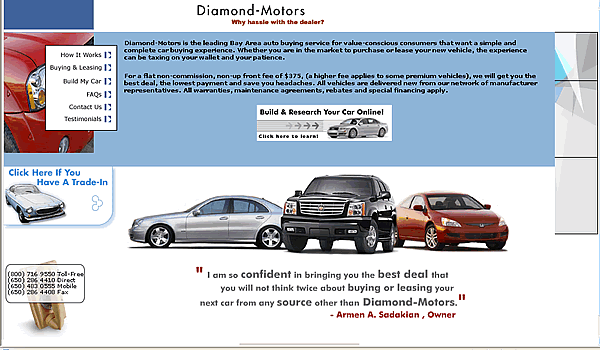 Diamond-Motors
Why hassle with the dealer?
How It Works
Buying & Leasing
Build My Car
FAQs
Contact Us
Testimonials
Diamond-Motors is the leading Bay Area auto buying service for value-conscious consumers that want a simple and
complete car buying experience. Whether you are in the market to purchase or lease your new vehicle, the experience
can be taxing on your wallet and your patience.
For a flat non-commission, non-up front fee of $375, (a higher fee applies to some premium vehicles), we will get you the
best deal, the lowest payment and save you headaches. All vehicles are delivered new from our network of manufacturer
representatives. All warranties, maintenance agreements, rebates and special financing apply.
Build & Research Your Car Online!
Click here to learn!
Click Here If You
Have A Trade-In
(800) 716 9550 Toll-Free
(650) 286 4410 Direct
(650) 483 0555 Mobile
(650) 286 4408 Fax
" I am so confident in bringing you the best deal that
you will not think twice about buying or leasing your
next car from any source other than Diamond-Motors."
- Armen A. Sadakian , Owner